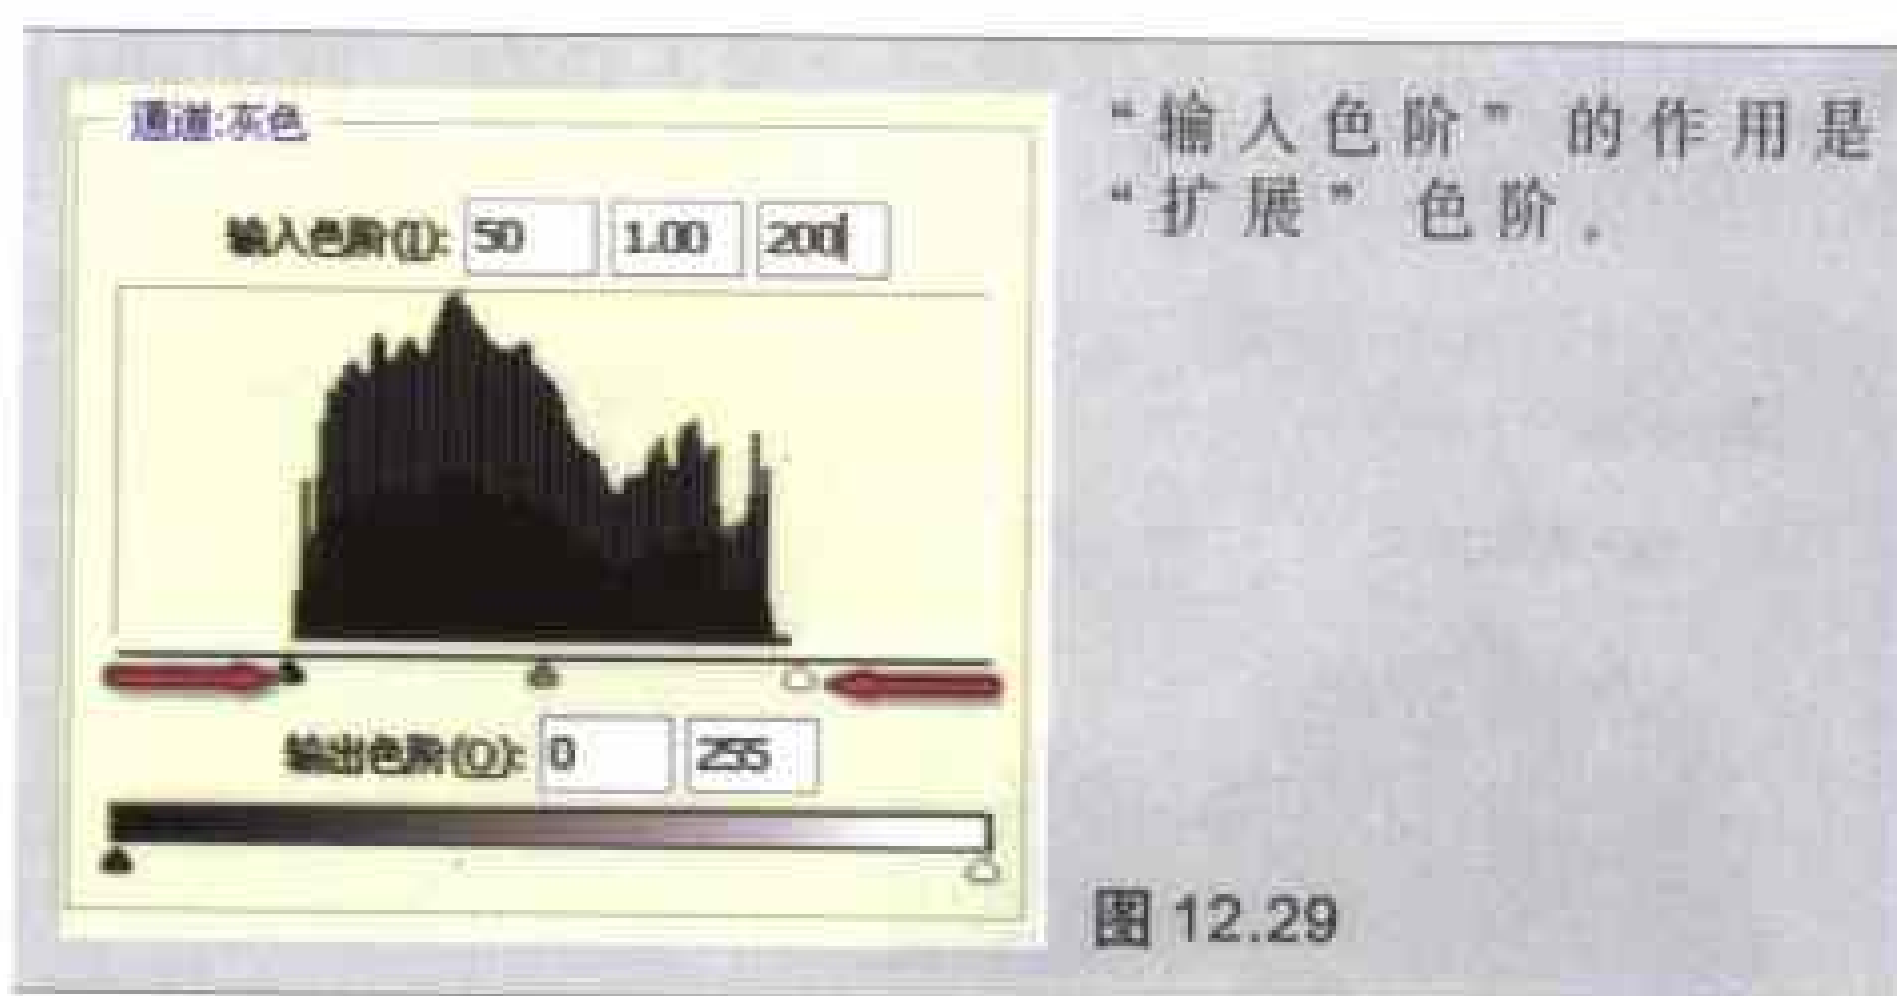 通道:灰色
输入色阶(I): 50 1.00 200
输出色阶(O): 0 255
“输入色阶”的作用是
“扩展”色阶。
图 12.29